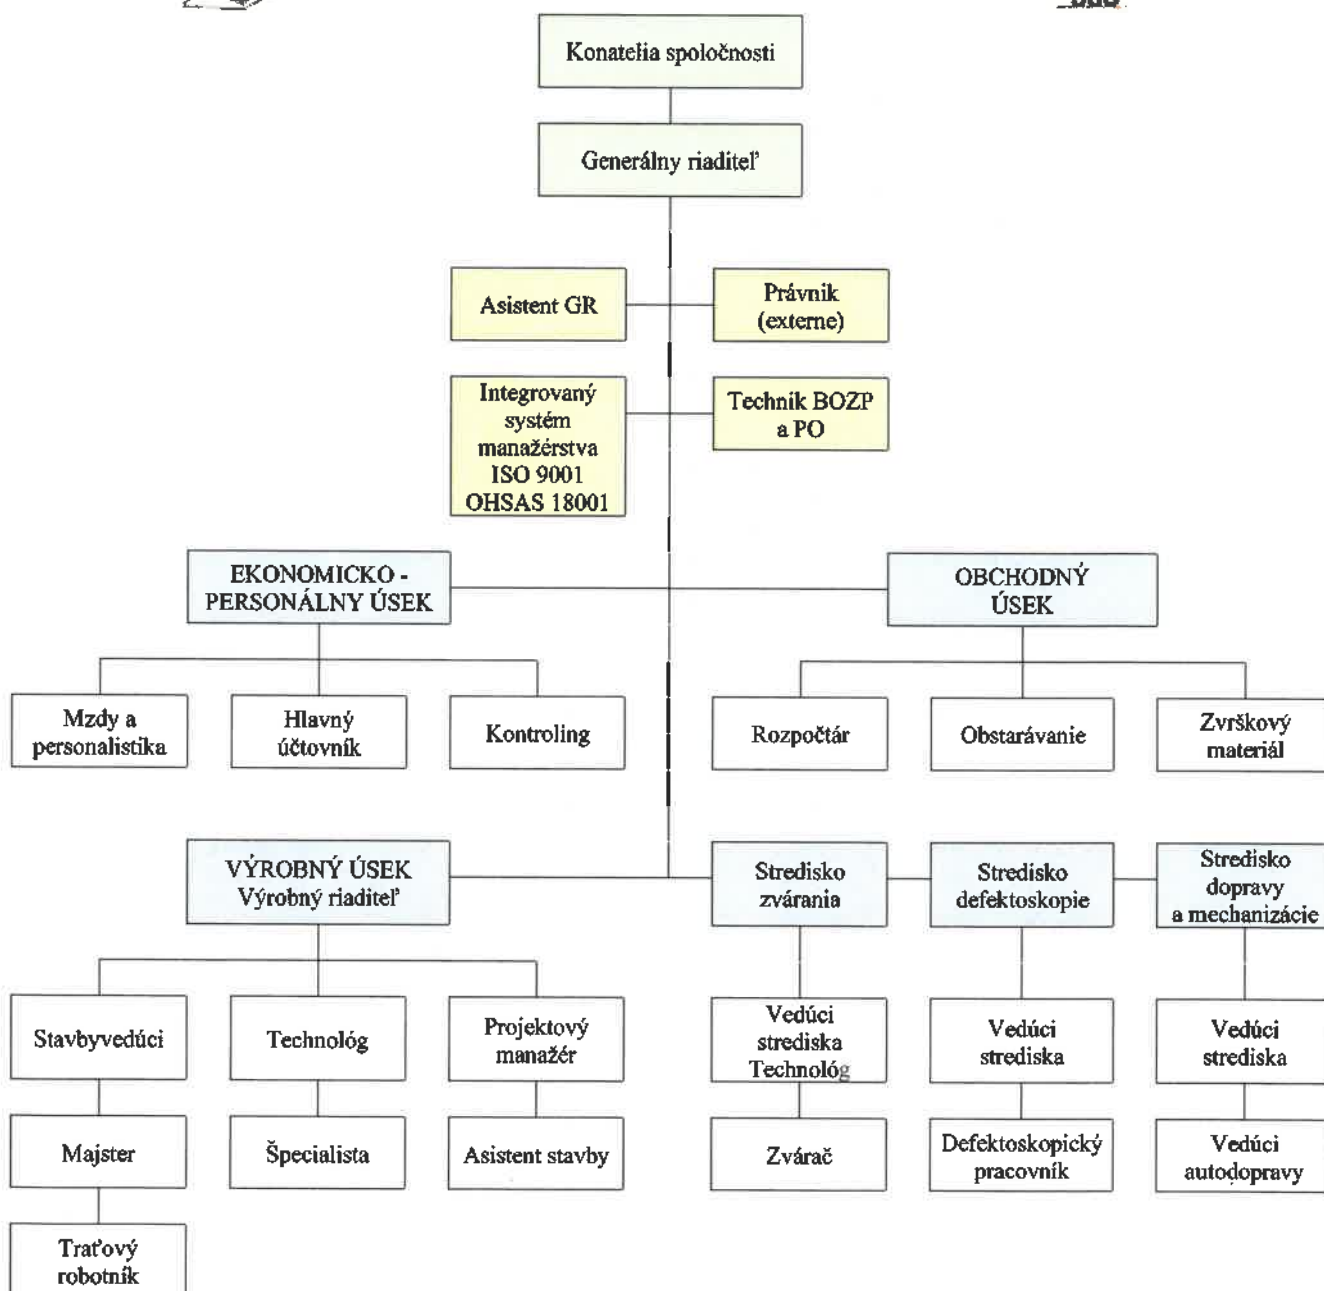 Konatelia spoločnosti
Generálny riaditeľ
Asistent GR
Právnik
(externe)
Integrovaný
systém
manažérstva
ISO 9001
OHSAS 18001
Technik BOZP
a PO
EKONOMICKO -
PERSONÁLNY ÚSEK
OBCHODNÝ
ÚSEK
Mzdy a
personalistika
Hlavný
účtovník
Kontroling
Rozpočtár
Obstarávanie
Zvrškový
materiál
VÝROBNÝ ÚSEK
Výrobný riaditeľ
Stredisko
zvárania
Stredisko
defektoskopie
Stredisko
dopravy
a mechanizácie
Stavbyvedúci
Technológ
Projektový
manažér
Vedúci
strediska
Technológ
Vedúci
strediska
Vedúci
strediska
Majster
Špecialista
Asistent stavby
Zvárač
Defektoskopický
pracovník
Vedúci
autodopravy
Traťový
robotník